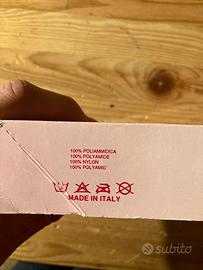 100% POLIAMMIDICA
100% POLYAMIDE
100% NYLON
100% POLYAMID
MADE IN ITALY
subito